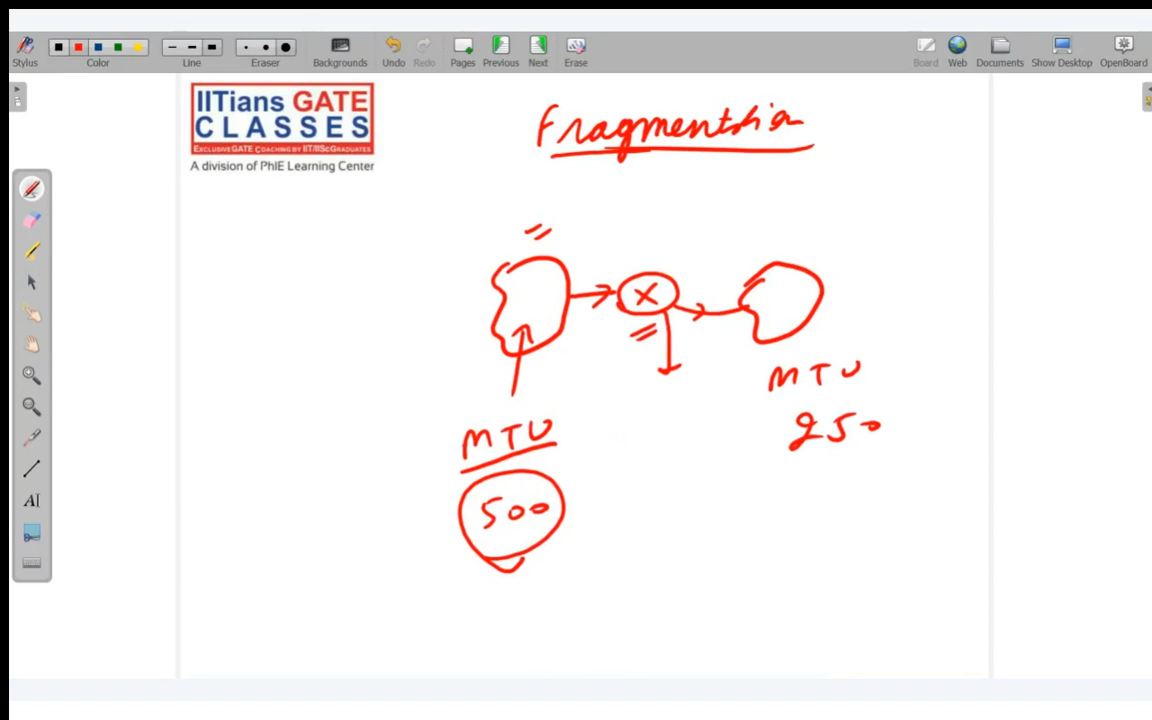 Stylus
Color
Line
Eraser
Backgrounds
Undo
Redo
Pages
Previous
Next
Erase
Board
Web
Documents
Show Desktop
OpenBoard
IITians GATE
CLASSES
EXCLUSIVE GATE COACHING BY IIT/IISC GRADUATES
A division of PhIE Learning Center
Fragmentation
X
MTU
500
MTU
250
AI